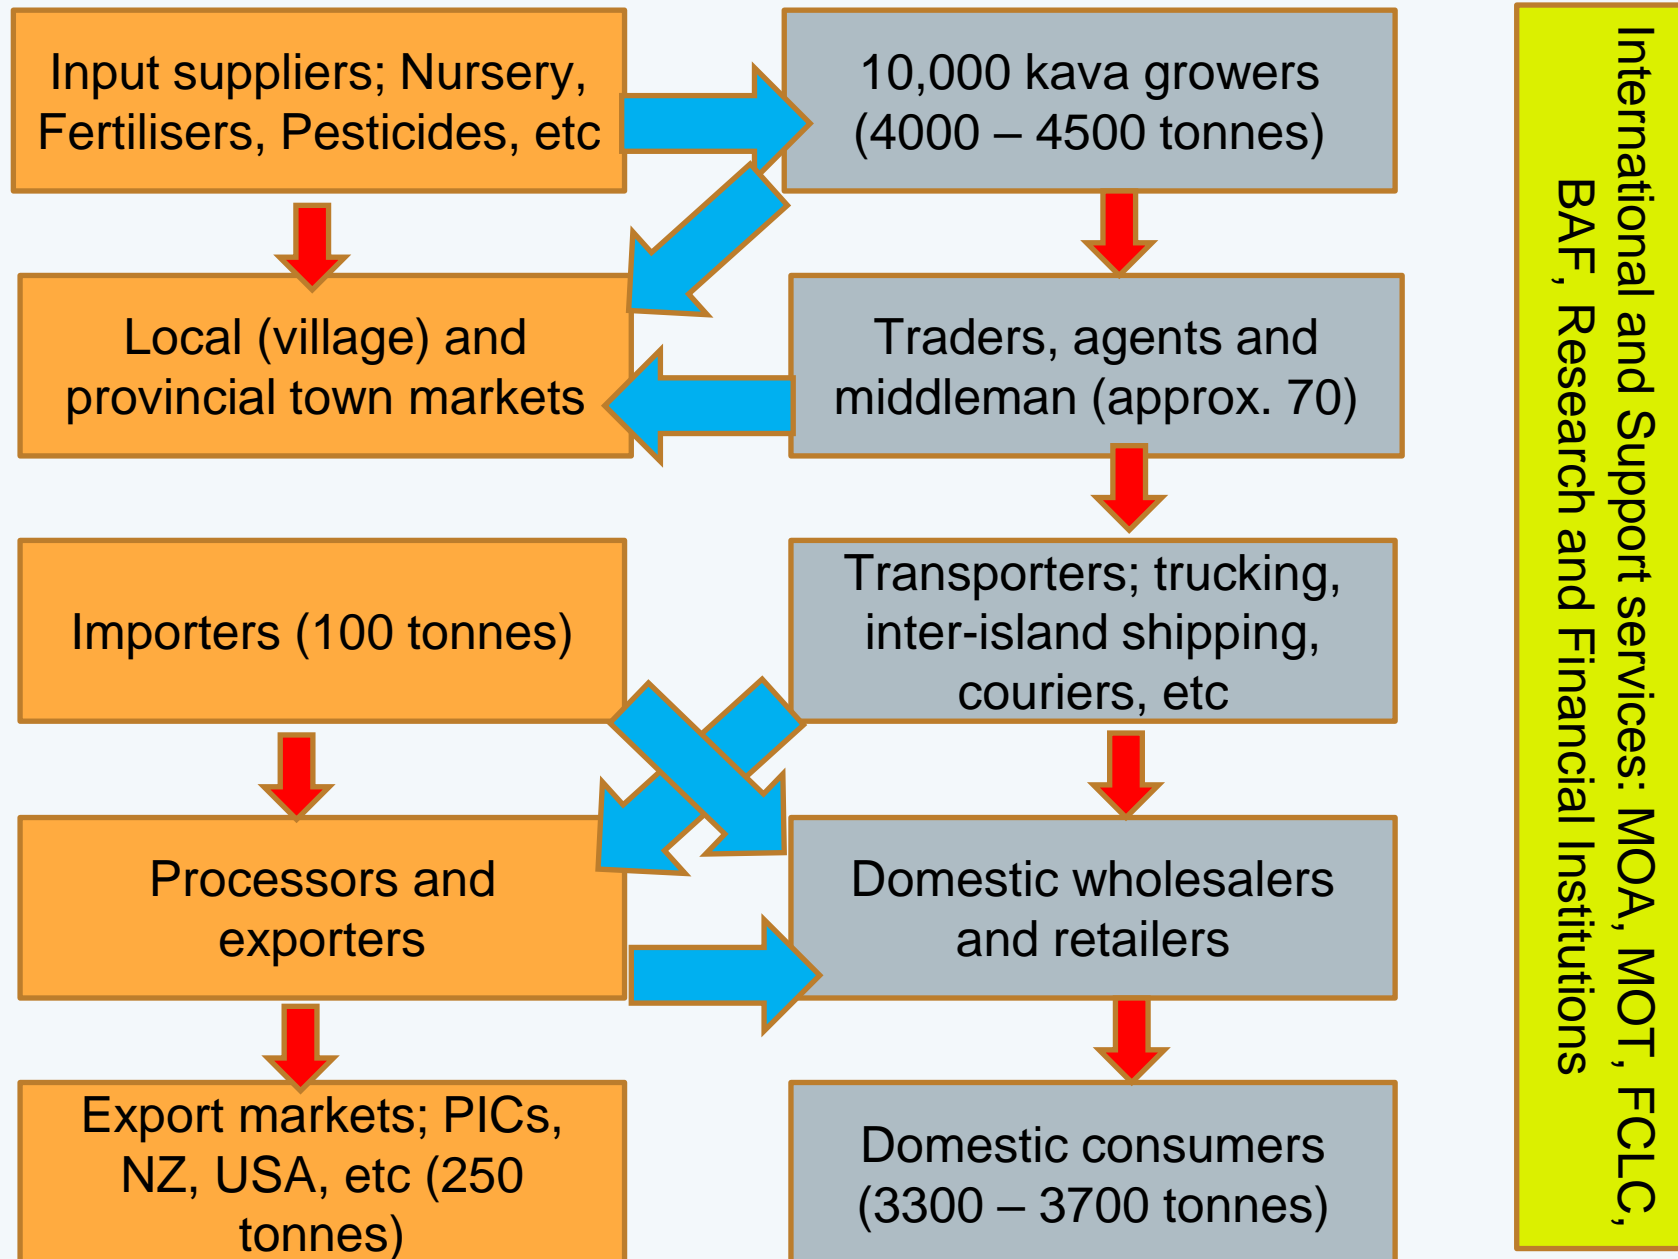 Input suppliers; Nursery,
Fertilisers, Pesticides, etc
10,000 kava growers
(4000 – 4500 tonnes)
Local (village) and
provincial town markets
Traders, agents and
middleman (approx. 70)
Importers (100 tonnes)
Transporters; trucking,
inter-island shipping,
couriers, etc
Processors and
exporters
Domestic wholesalers
and retailers
Export markets; PICs,
NZ, USA, etc (250
tonnes)
Domestic consumers
(3300 – 3700 tonnes)
International and Support services: MOA, MOT, FCLC,
BAF, Research and Financial Institutions